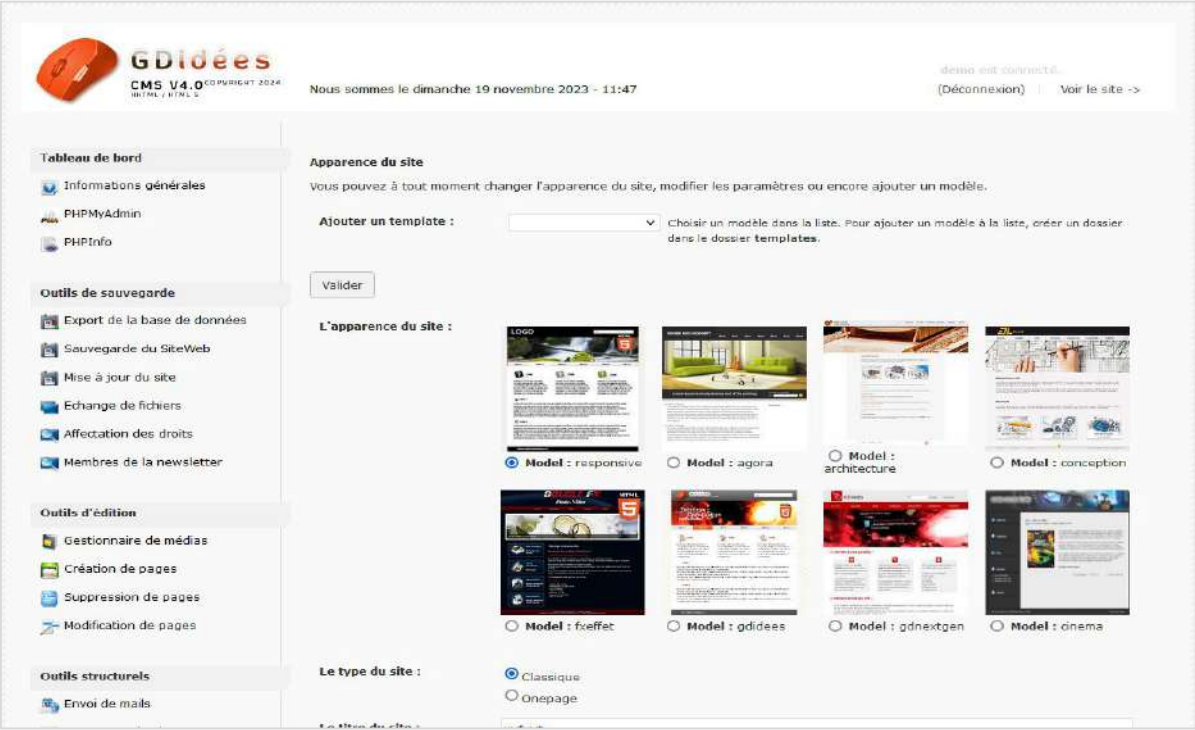 GDidées
CMS V4.0 COPYRIGHT 2024
XHTML / HTML 5
Nous sommes le dimanche 19 novembre 2023 - 11:47
demo est connecté...
(Déconnexion) | Voir le site ->
Tableau de bord
Informations générales
PHPMyAdmin
PHPInfo
Outils de sauvegarde
Export de la base de données
Sauvegarde du SiteWeb
Mise à jour du site
Echange de fichiers
Affectation des droits
Membres de la newsletter
Outils d'édition
Gestionnaire de médias
Création de pages
Suppression de pages
Modification de pages
Outils structurels
Envoi de mails
Apparence du site
Vous pouvez à tout moment changer l'apparence du site, modifier les paramètres ou encore ajouter un modèle.
Ajouter un template :
Choisir un modèle dans la liste. Pour ajouter un modèle à la liste, créer un dossier
dans le dossier templates.
Valider
L'apparence du site :
LOGO
Model : responsive
Model : agora
Model :
architecture
Model : conception
Model : fxeffet
Model : gdidees
Model : gdnextgen
Model : cinema
Le type du site :
Classique
Onepage
Le titre du site :